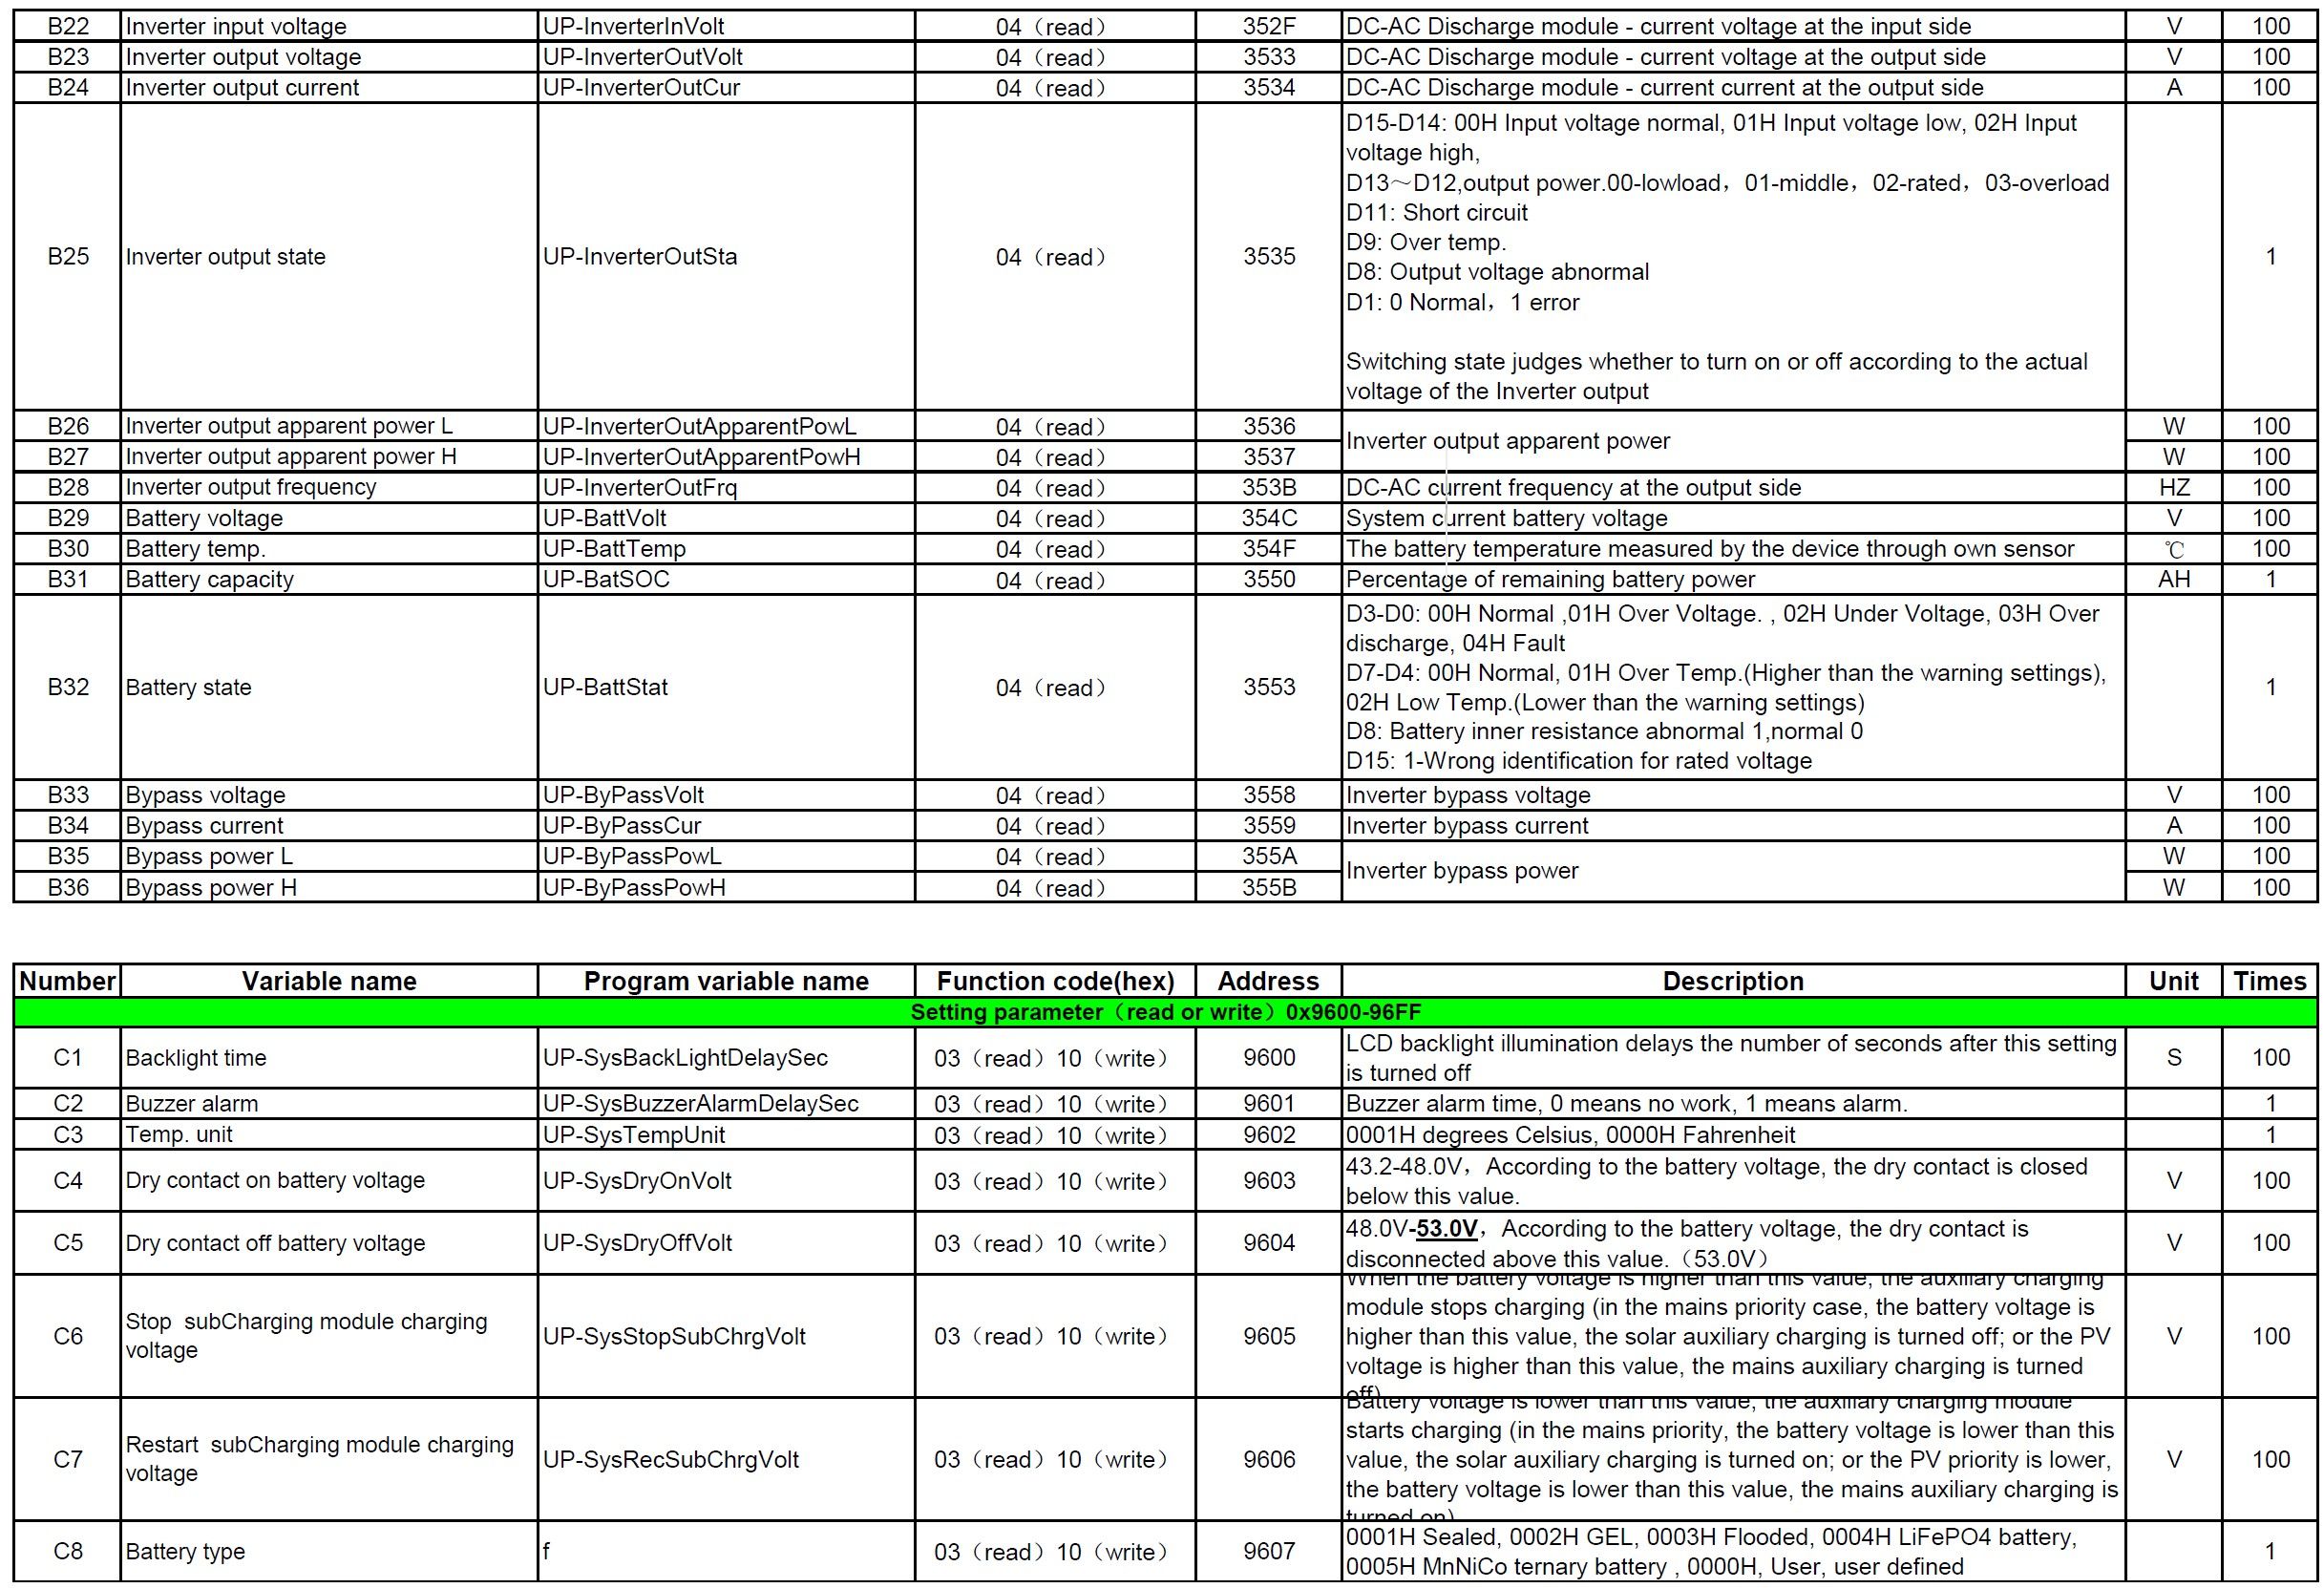 B22 Inverter input voltage UP-InverterInVolt 04（read） 352F DC-AC Discharge module - current voltage at the input side V 100
B23 Inverter output voltage UP-InverterOutVolt 04（read） 3533 DC-AC Discharge module - current voltage at the output side V 100
B24 Inverter output current UP-InverterOutCur 04（read） 3534 DC-AC Discharge module - current current at the output side A 100
B25 Inverter output state UP-InverterOutSta 04（read） 3535 D15-D14: 00H Input voltage normal, 01H Input voltage low, 02H Input
voltage high,
D13～D12,output power.00-lowload，01-middle，02-rated，03-overload
D11: Short circuit
D9: Over temp.
D8: Output voltage abnormal
D1: 0 Normal，1 error
Switching state judges whether to turn on or off according to the actual
voltage of the Inverter output 1
B26 Inverter output apparent power L UP-InverterOutApparentPowL 04（read） 3536 Inverter output apparent power W 100
B27 Inverter output apparent power H UP-InverterOutApparentPowH 04（read） 3537 W 100
B28 Inverter output frequency UP-InverterOutFrq 04（read） 353B DC-AC current frequency at the output side HZ 100
B29 Battery voltage UP-BattVolt 04（read） 354C System current battery voltage V 100
B30 Battery temp. UP-BattTemp 04（read） 354F The battery temperature measured by the device through own sensor ℃ 100
B31 Battery capacity UP-BatSOC 04（read） 3550 Percentage of remaining battery power AH 1
B32 Battery state UP-BattStat 04（read） 3553 D3-D0: 00H Normal ,01H Over Voltage. , 02H Under Voltage, 03H Over
discharge, 04H Fault
D7-D4: 00H Normal, 01H Over Temp.(Higher than the warning settings),
02H Low Temp.(Lower than the warning settings)
D8: Battery inner resistance abnormal 1,normal 0
D15: 1-Wrong identification for rated voltage 1
B33 Bypass voltage UP-ByPassVolt 04（read） 3558 Inverter bypass voltage V 100
B34 Bypass current UP-ByPassCur 04（read） 3559 Inverter bypass current A 100
B35 Bypass power L UP-ByPassPowL 04（read） 355A Inverter bypass power W 100
B36 Bypass power H UP-ByPassPowH 04（read） 355B W 100
Number Variable name Program variable name Function code(hex) Address Description Unit Times
Setting parameter（read or write）0x9600-96FF
C1 Backlight time UP-SysBackLightDelaySec 03（read）10（write） 9600 LCD backlight illumination delays the number of seconds after this setting
is turned off S 100
C2 Buzzer alarm UP-SysBuzzerAlarmDelaySec 03（read）10（write） 9601 Buzzer alarm time, 0 means no work, 1 means alarm. 1
C3 Temp. unit UP-SysTempUnit 03（read）10（write） 9602 0001H degrees Celsius, 0000H Fahrenheit 1
C4 Dry contact on battery voltage UP-SysDryOnVolt 03（read）10（write） 9603 43.2-48.0V，According to the battery voltage, the dry contact is closed
below this value. V 100
C5 Dry contact off battery voltage UP-SysDryOffVolt 03（read）10（write） 9604 48.0V-53.0V，According to the battery voltage, the dry contact is
disconnected above this value.（53.0V） V 100
C6 Stop subCharging module charging
voltage UP-SysStopSubChrgVolt 03（read）10（write） 9605 When the battery voltage is higher than this value, the auxiliary charging
module stops charging (in the mains priority case, the battery voltage is
higher than this value, the solar auxiliary charging is turned off; or the PV
voltage is higher than this value, the mains auxiliary charging is turned
off) V 100
C7 Restart subCharging module charging
voltage UP-SysRecSubChrgVolt 03（read）10（write） 9606 Battery voltage is lower than this value, the auxiliary charging module
starts charging (in the mains priority, the battery voltage is lower than this
value, the solar auxiliary charging is turned on; or the PV priority is lower,
the battery voltage is lower than this value, the mains auxiliary charging is
turned on) V 100
C8 Battery type f 03（read）10（write） 9607 0001H Sealed, 0002H GEL, 0003H Flooded, 0004H LiFePO4 battery,
0005H MnNiCo ternary battery , 0000H, User, user defined 1